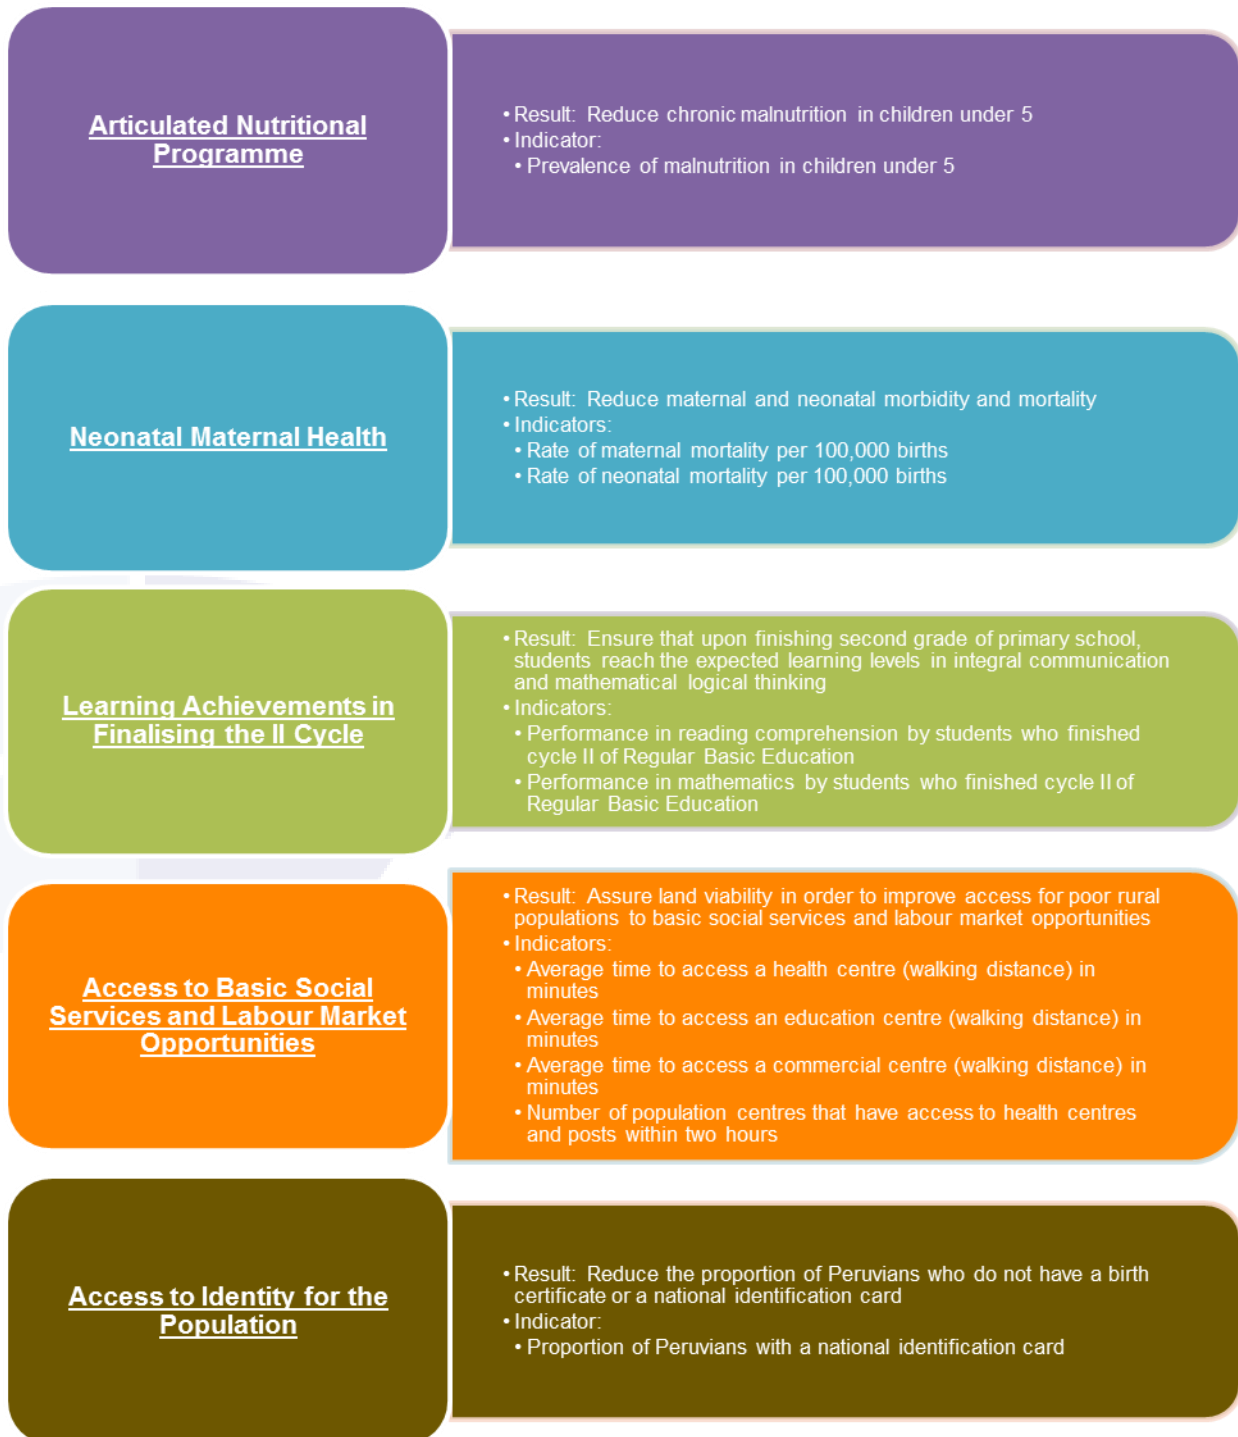 Articulated Nutritional
Programme
• Result: Reduce chronic malnutrition in children under 5
• Indicator:
• Prevalence of malnutrition in children under 5
Neonatal Maternal Health
• Result: Reduce maternal and neonatal morbidity and mortality
• Indicators:
• Rate of maternal mortality per 100,000 births
• Rate of neonatal mortality per 100,000 births
Learning Achievements in
Finalising the II Cycle
• Result: Ensure that upon finishing second grade of primary school,
students reach the expected learning levels in integral communication
and mathematical logical thinking
• Indicators:
• Performance in reading comprehension by students who finished
cycle II of Regular Basic Education
• Performance in mathematics by students who finished cycle II of
Regular Basic Education
Access to Basic Social
Services and Labour Market
Opportunities
• Result: Assure land viability in order to improve access for poor rural
populations to basic social services and labour market opportunities
• Indicators:
• Average time to access a health centre (walking distance) in
minutes
• Average time to access an education centre (walking distance) in
minutes
• Average time to access a commercial centre (walking distance) in
minutes
• Number of population centres that have access to health centres
and posts within two hours
Access to Identity for the
Population
• Result: Reduce the proportion of Peruvians who do not have a birth
certificate or a national identification card
• Indicator:
• Proportion of Peruvians with a national identification card